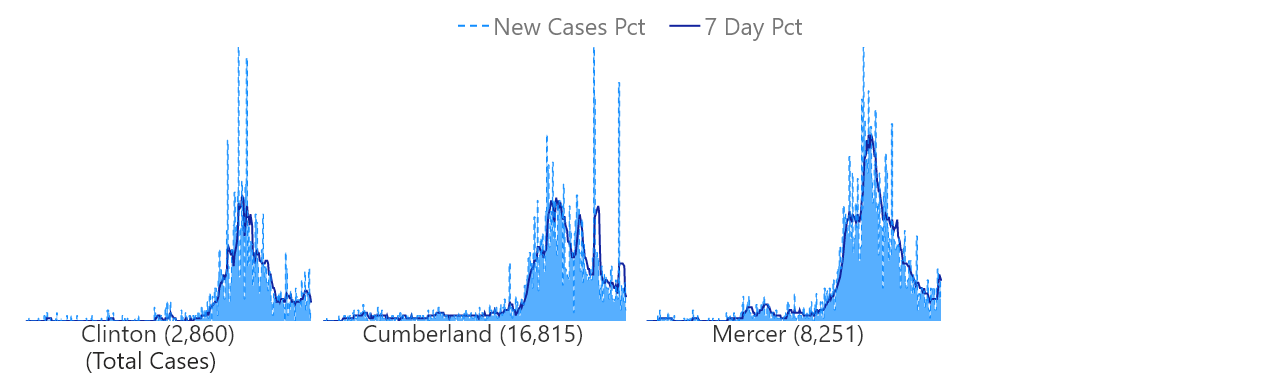 New Cases Pct 7 Day Pct
Clinton (2,860) Cumberland (16,815) Mercer (8,251)
(Total Cases)